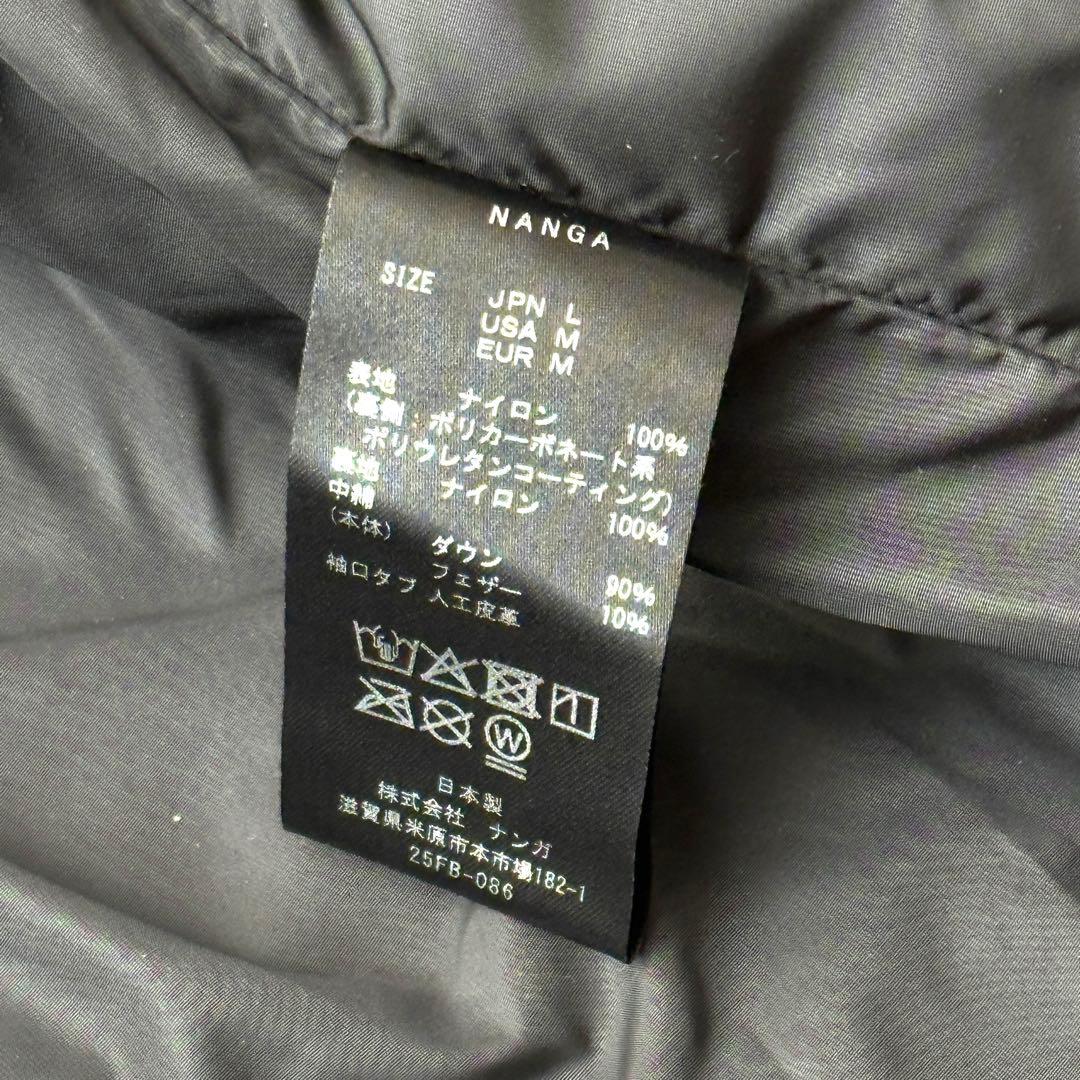 NANGA
SIZE JPN L
USA M
EUR M
表地 ナイロン 100%
(裏側:ポリカーボネート系
ポリウレタンコーティング)
裏地 ナイロン 100%
中綿
(本体) ダウン 90%
フェザー 10%
袖口タブ 人工皮革
W
日本製
株式会社 ナンガ
滋賀県米原市本市場182-1
25FB-086